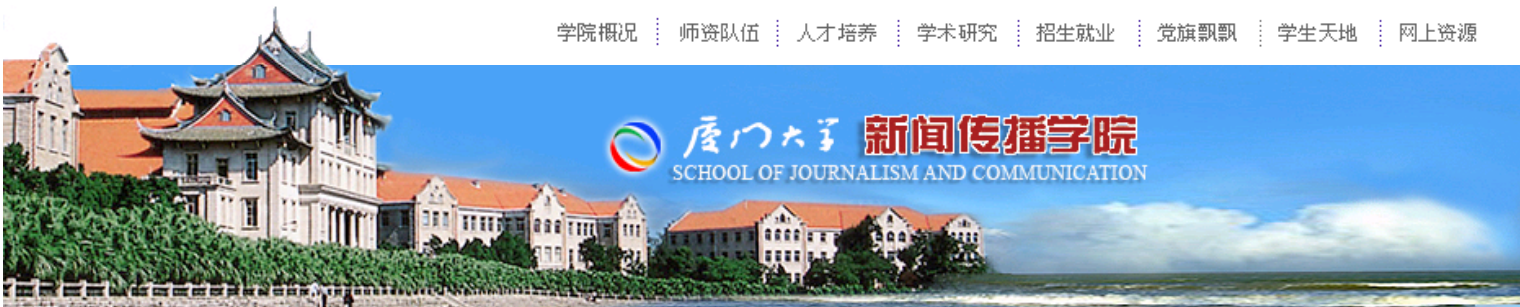 学院概况 师资队伍 人才培养 学术研究 招生就业 党旗飘飘 学生天地 网上资源
厦门大学 新闻传播学院
SCHOOL OF JOURNALISM AND COMMUNICATION